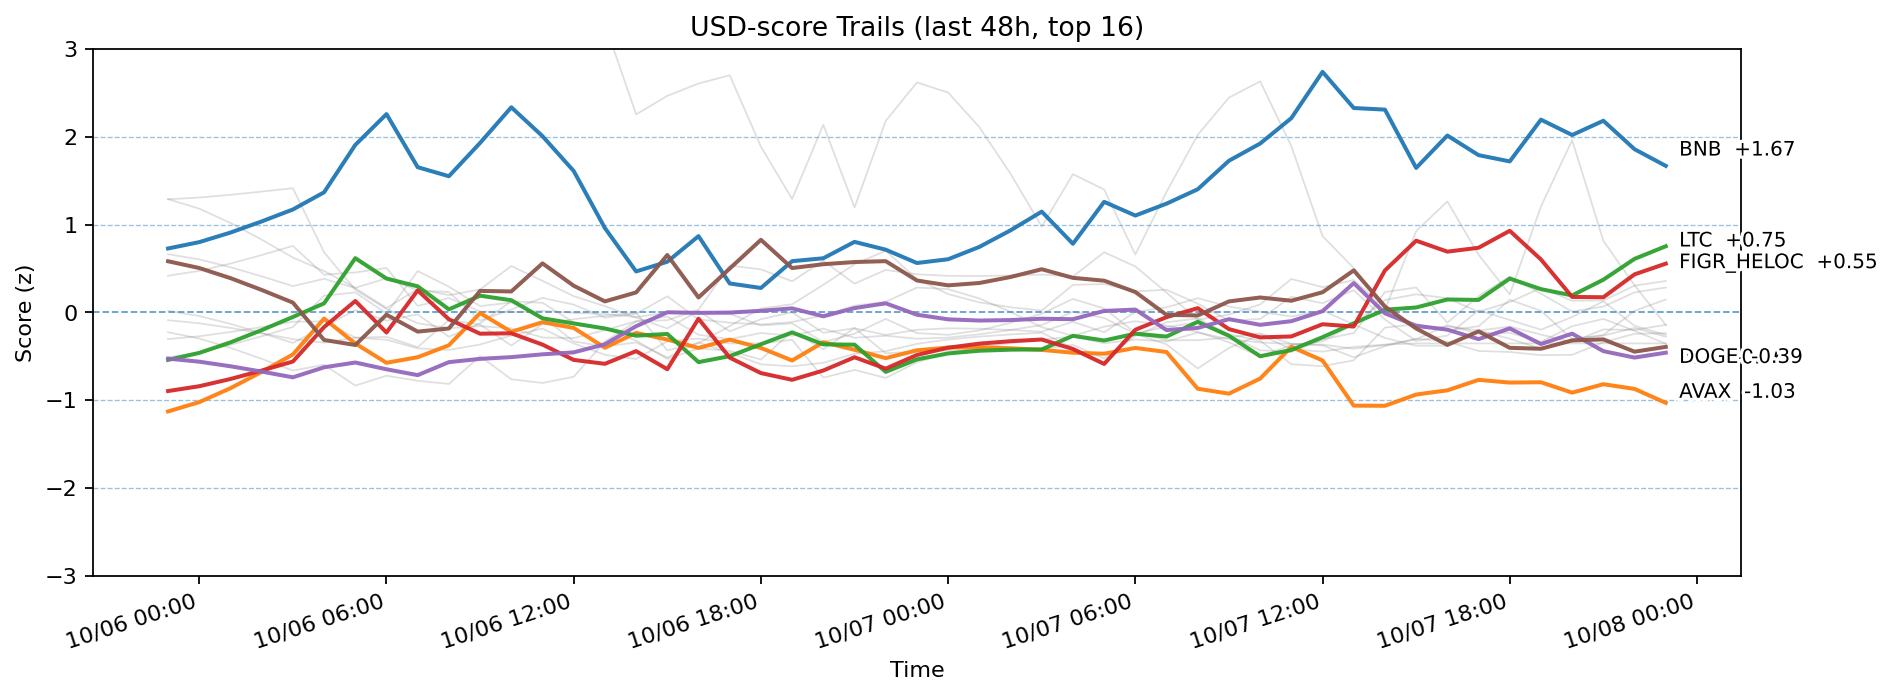 USD-score Trails (last 48h, top 16)
Score (z)
3
2
1
0
−1
−2
−3
BNB +1.67
LTC +0.75
FIGR_HELOC +0.55
DOGE -0.39
AVAX -1.03
10/06 00:00
10/06 06:00
10/06 12:00
10/06 18:00
10/07 00:00
10/07 06:00
10/07 12:00
10/07 18:00
10/08 00:00
Time